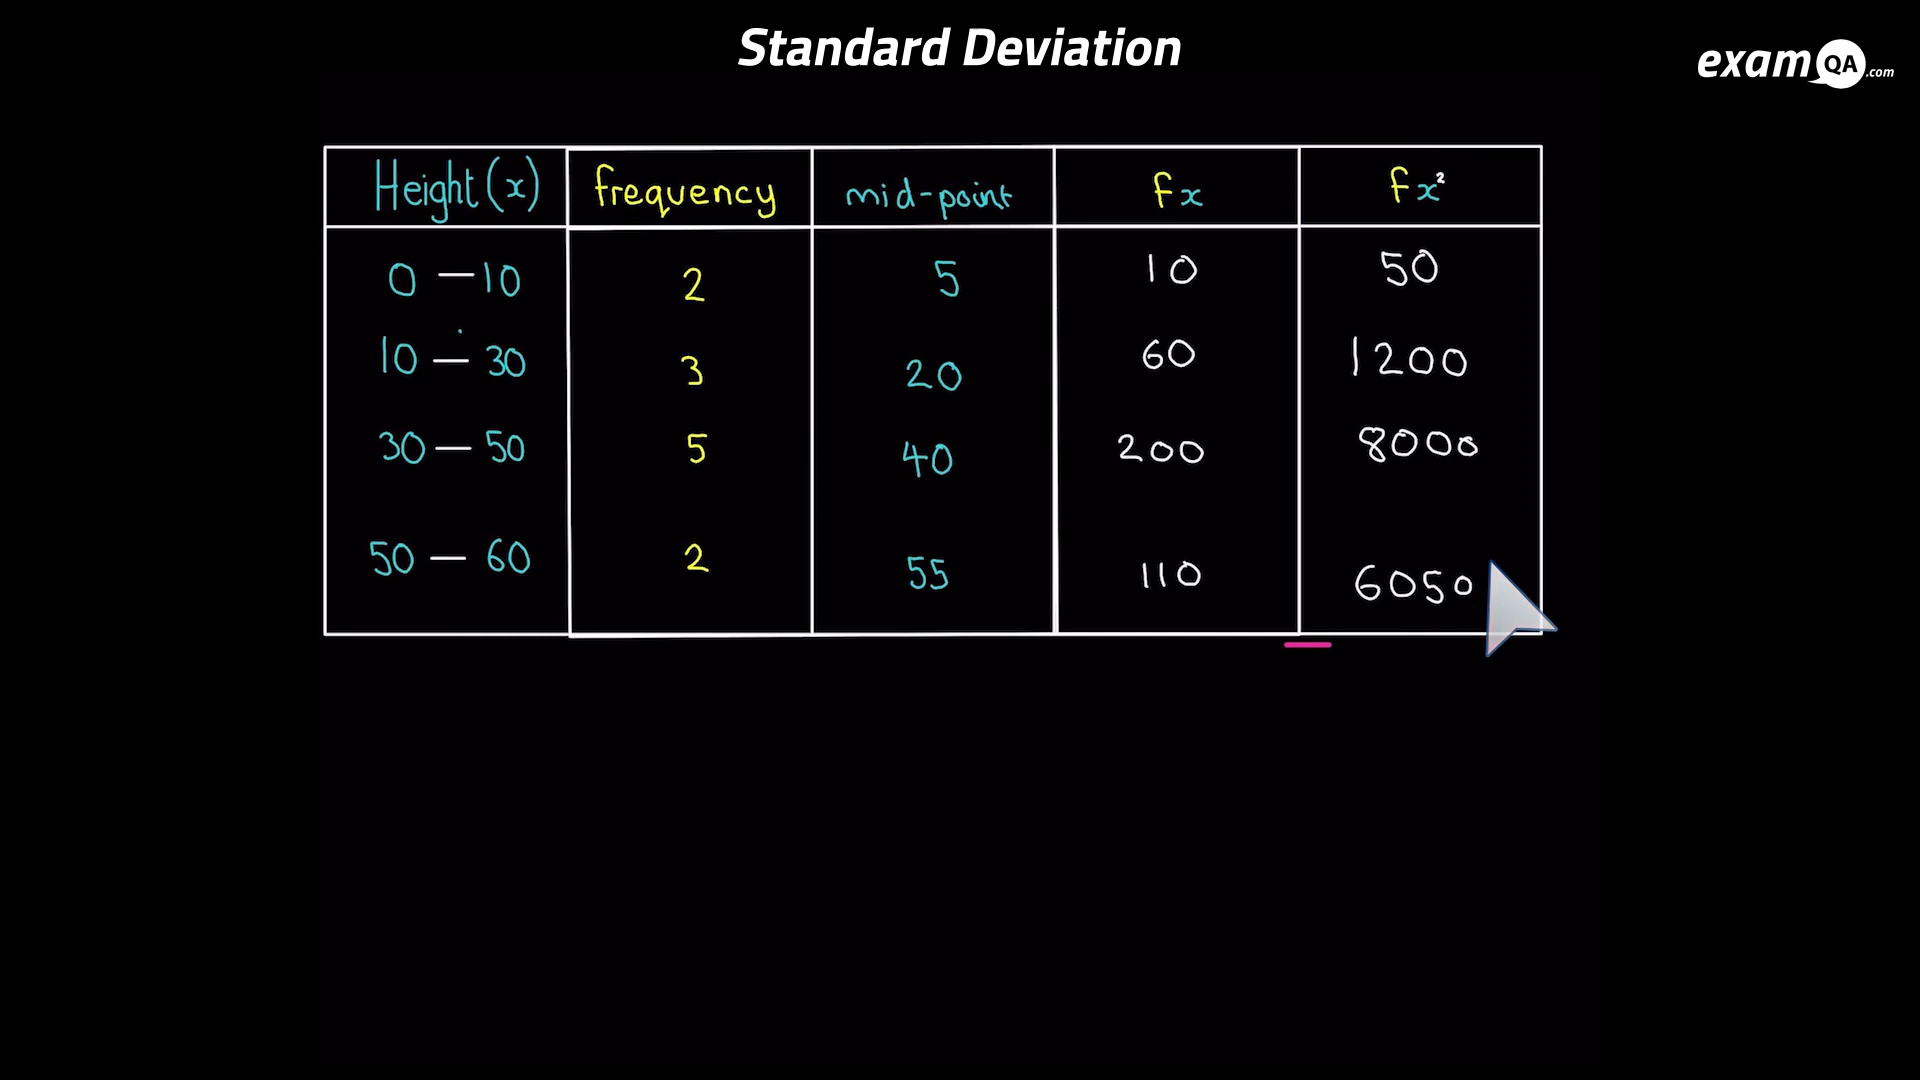 Standard Deviation
examQA.com
Height (x) frequency mid-point fx fx²
0 — 10 2 5 10 50
10 — 30 3 20 60 1200
30 — 50 5 40 200 8000
50 — 60 2 55 110 6050